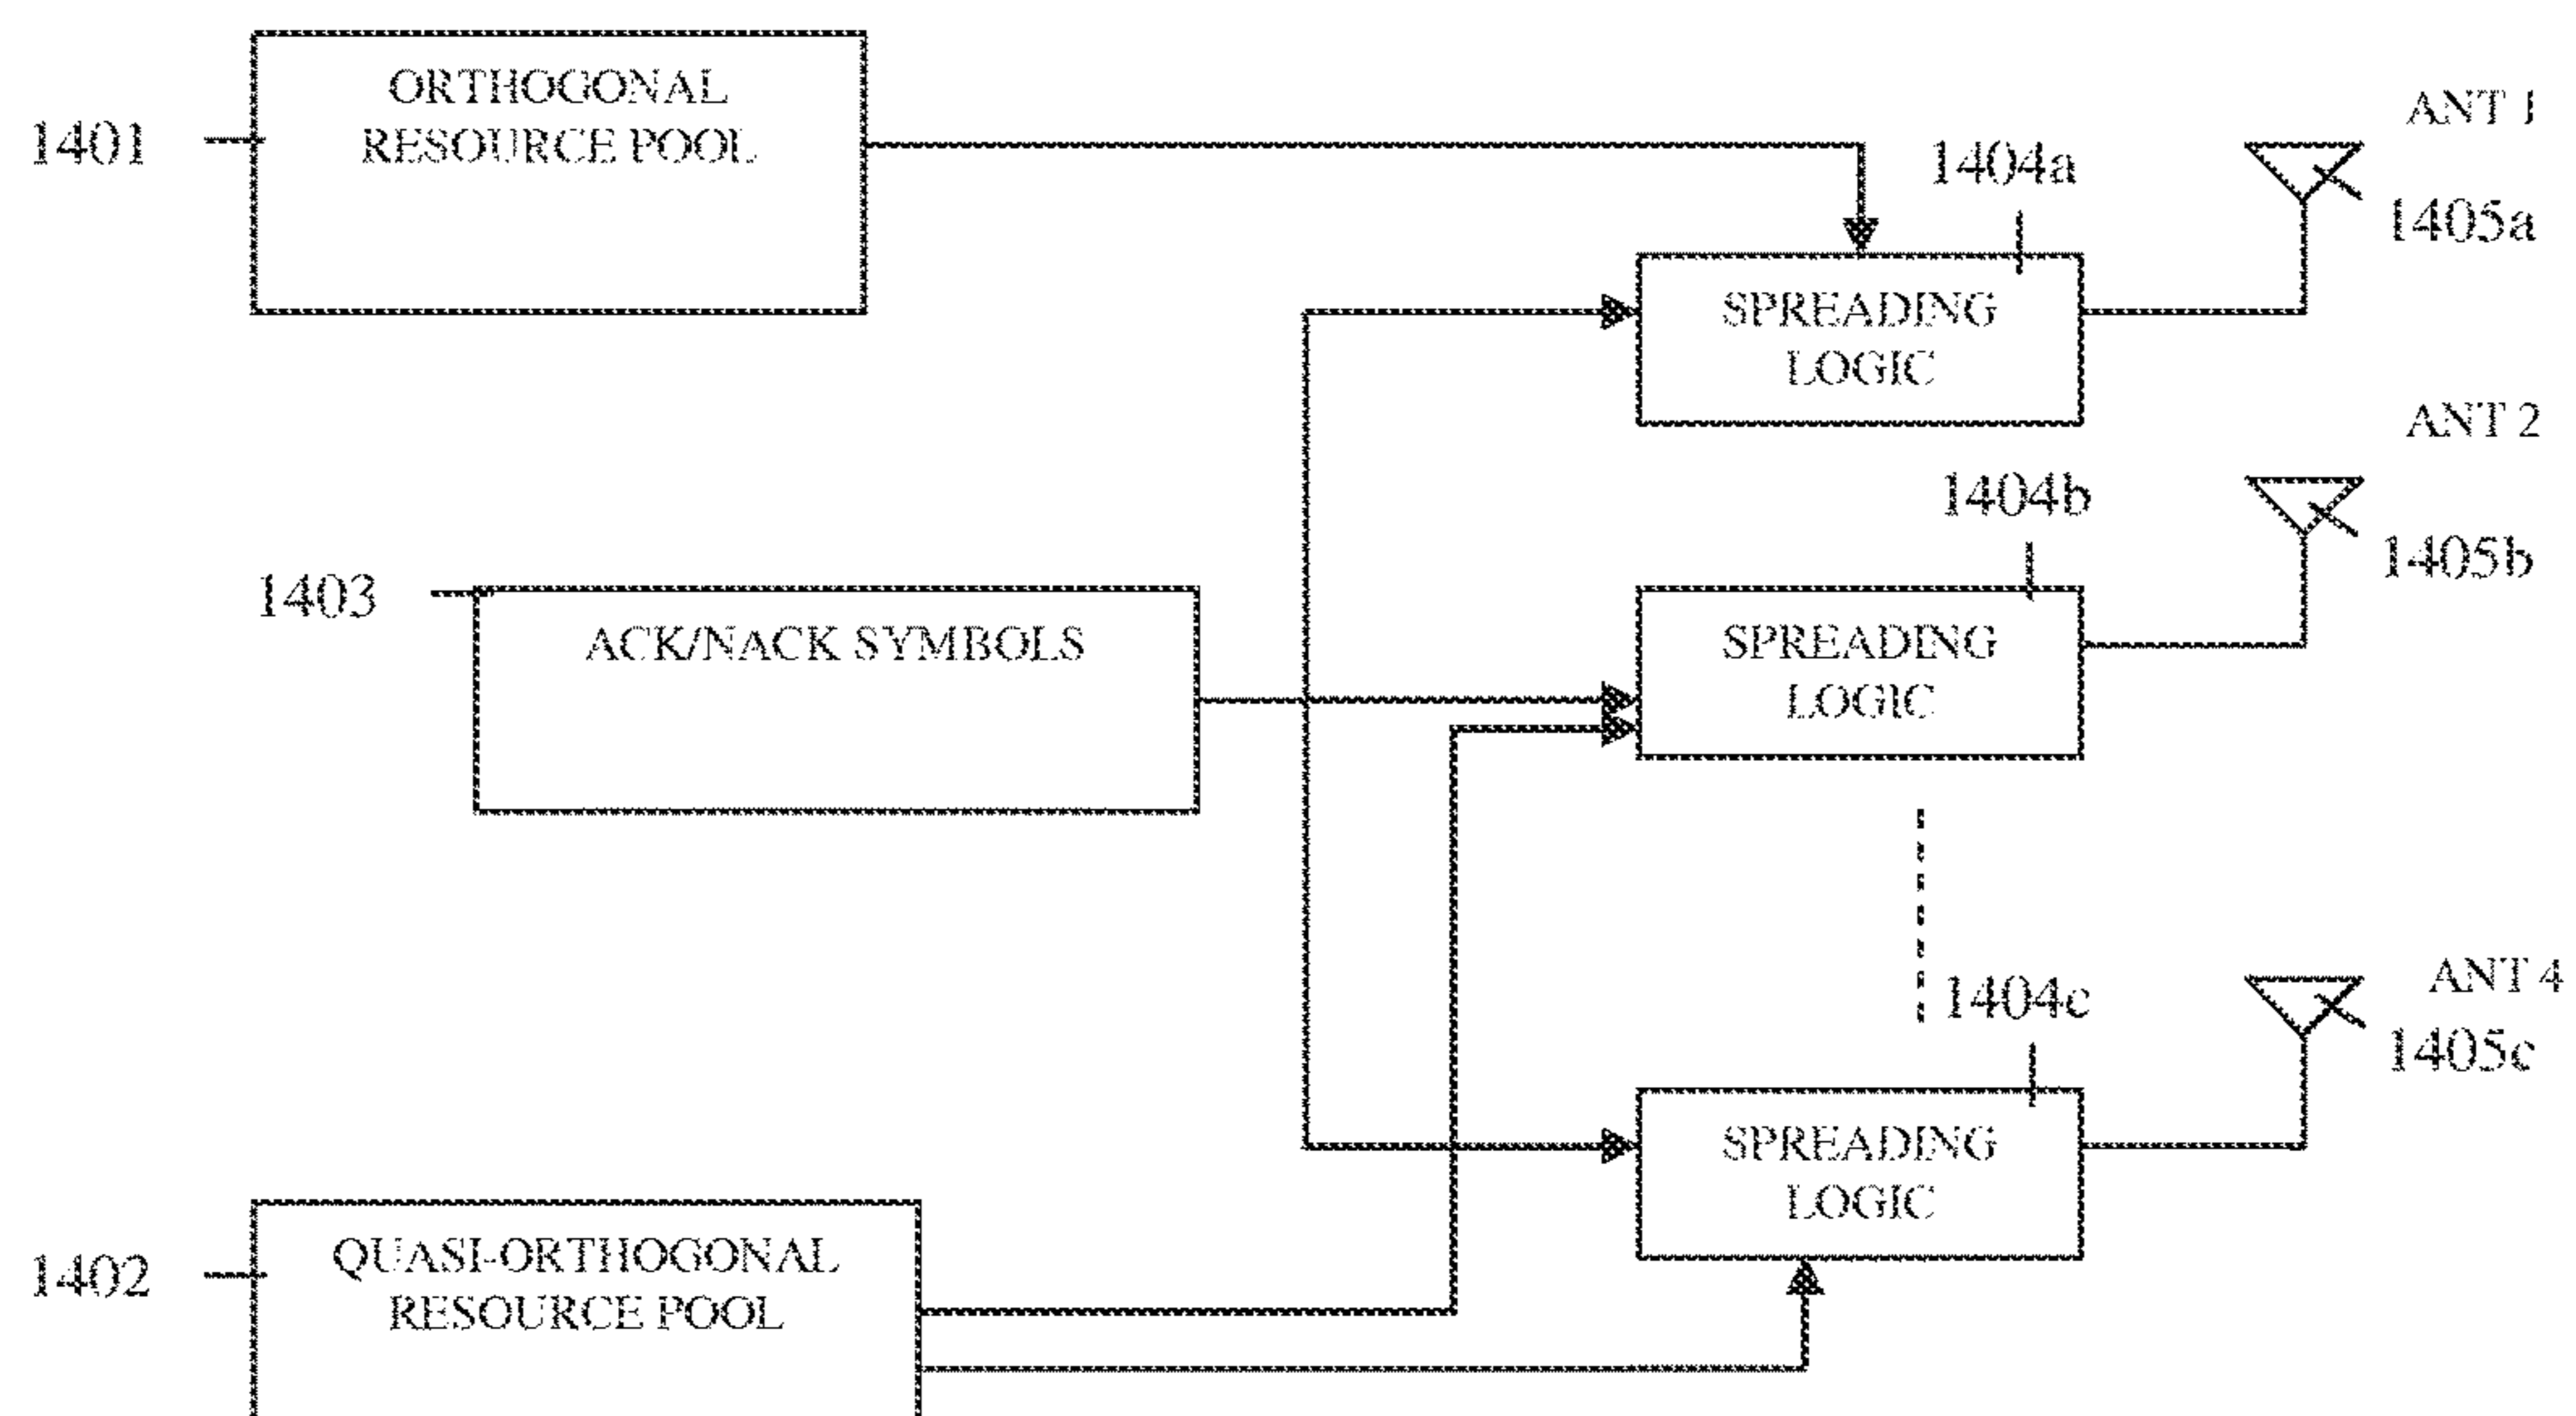 ORTHOGONAL
RESOURCE POOL
1401
ANT 1
1404a
1405a
SPREADING
LOGIC
ANT 2
1404b
1405b
1403
ACK/NACK SYMBOLS
SPREADING
LOGIC
ANT 4
1404c
1405c
SPREADING
LOGIC
1402
QUASI-ORTHOGONAL
RESOURCE POOL